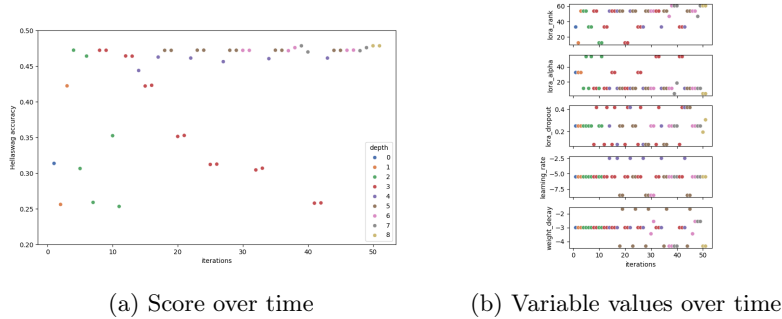 0.50
0.45
0.40
0.35
0.30
0.25
0.20
Hellaswag accuracy
0 10 20 30 40 50
iterations
depth
0
1
2
3
4
5
6
7
8
(a) Score over time
60
40
20
lora_rank
40
20
lora_alpha
0.4
0.2
lora_dropout
−2.5
−5.0
−7.5
learning_rate
−2
−3
−4
weight_decay
0 10 20 30 40 50
iterations
(b) Variable values over time